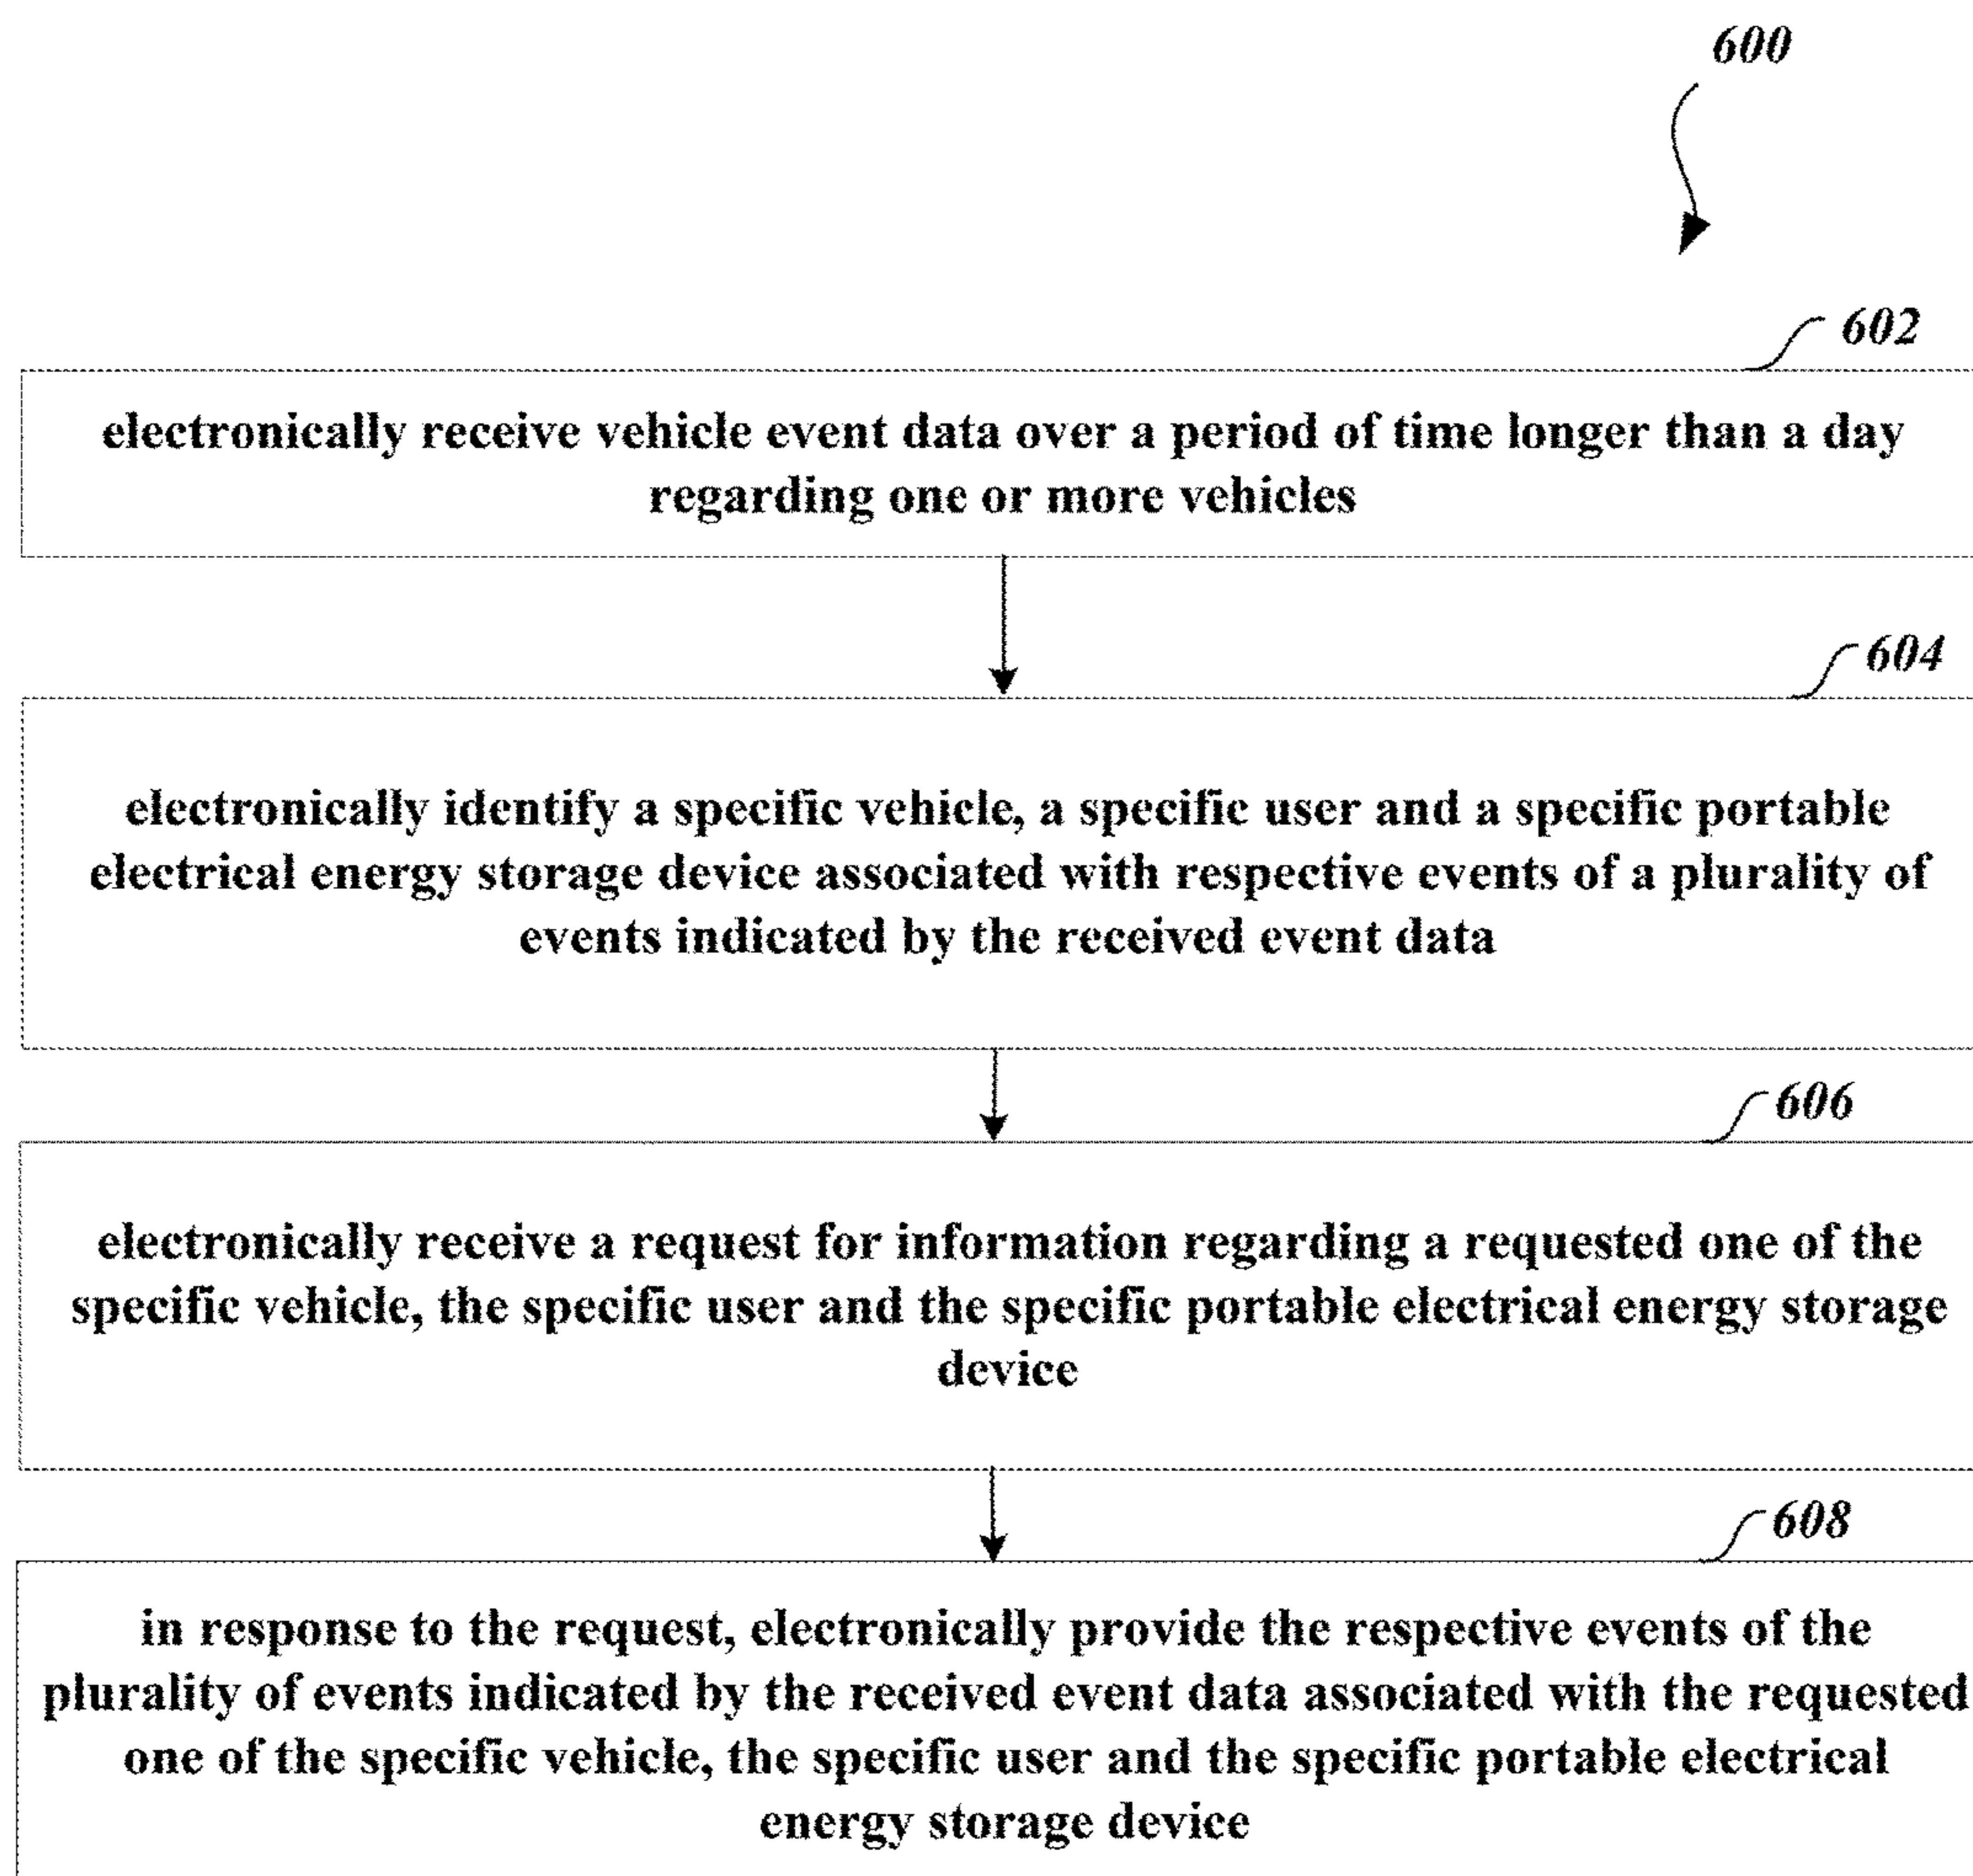 600
602
electronically receive vehicle event data over a period of time longer than a day
regarding one or more vehicles
604
electronically identify a specific vehicle, a specific user and a specific portable
electrical energy storage device associated with respective events of a plurality of
events indicated by the received event data
606
electronically receive a request for information regarding a requested one of the
specific vehicle, the specific user and the specific portable electrical energy storage
device
608
in response to the request, electronically provide the respective events of the
plurality of events indicated by the received event data associated with the requested
one of the specific vehicle, the specific user and the specific portable electrical
energy storage device